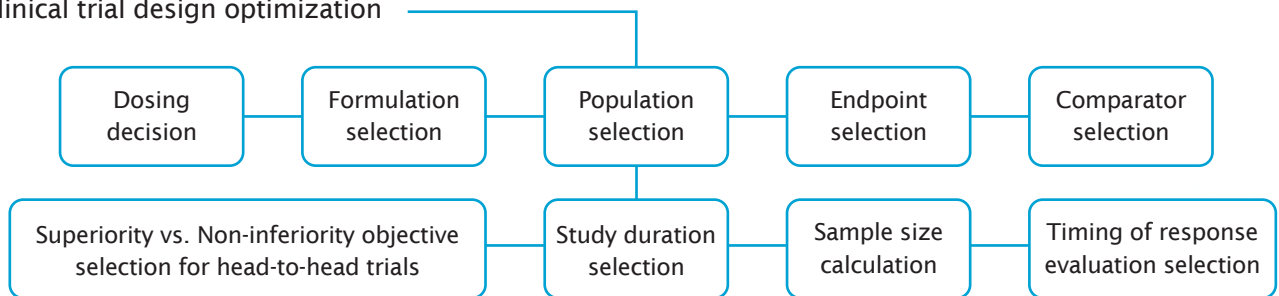 linical trial design optimization
Dosing
decision
Formulation
selection
Population
selection
Endpoint
selection
Comparator
selection
Superiority vs. Non-inferiority objective
selection for head-to-head trials
Study duration
selection
Sample size
calculation
Timing of response
evaluation selection